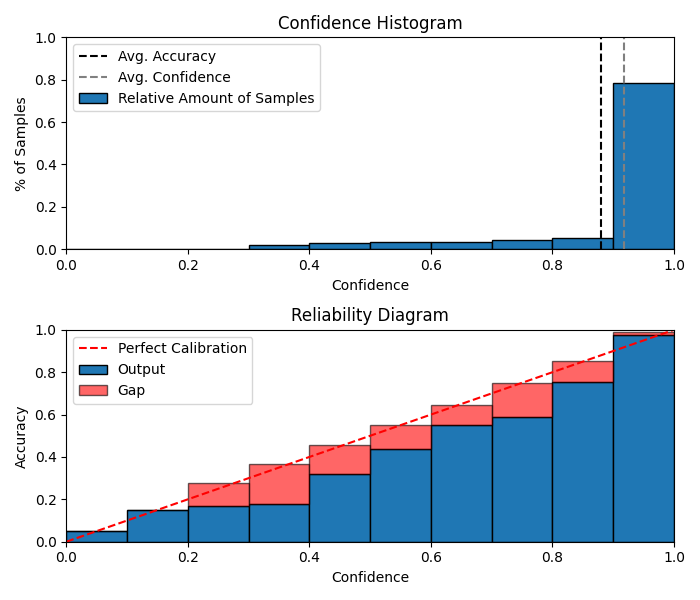 Confidence Histogram
1.0
0.8
0.6
0.4
0.2
0.0
% of Samples
Avg. Accuracy
Avg. Confidence
Relative Amount of Samples
0.0 0.2 0.4 0.6 0.8 1.0
Confidence
Reliability Diagram
1.0
0.8
0.6
0.4
0.2
0.0
Accuracy
Perfect Calibration
Output
Gap
0.0 0.2 0.4 0.6 0.8 1.0
Confidence